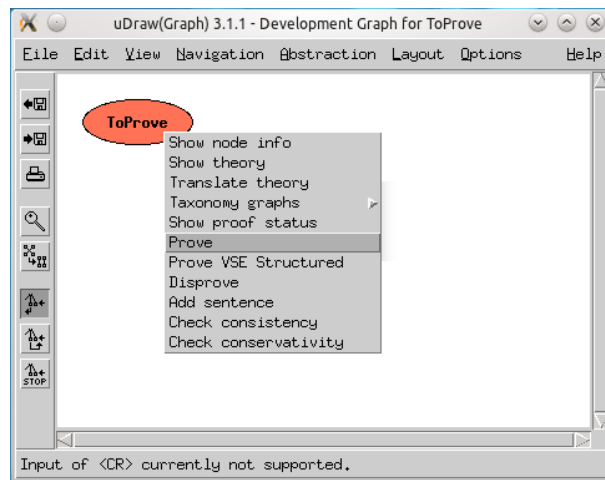 uDraw(Graph) 3.1.1 - Development Graph for ToProve
File Edit View Navigation Abstraction Layout Options Help
ToProve
Show node info
Show theory
Translate theory
Taxonomy graphs
Show proof status
Prove
Prove VSE Structured
Disprove
Add sentence
Check consistency
Check conservativity
STOP
Input of <CR> currently not supported.